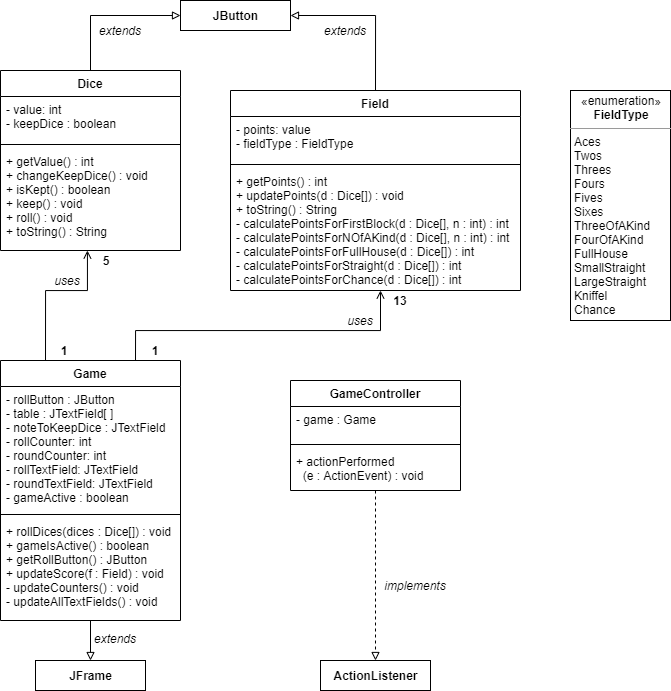 JButton
extends
extends
Dice
- value: int
- keepDice : boolean
+ getValue() : int
+ changeKeepDice() : void
+ isKept() : boolean
+ keep() : void
+ roll() : void
+ toString() : String
Field
- points: value
- fieldType : FieldType
+ getPoints() : int
+ updatePoints(d : Dice[]) : void
+ toString() : String
- calculatePointsForFirstBlock(d : Dice[], n : int) : int
- calculatePointsForNOfAKind(d : Dice[], n : int) : int
- calculatePointsForFullHouse(d : Dice[]) : int
- calculatePointsForStraight(d : Dice[]) : int
- calculatePointsForChance(d : Dice[]) : int
«enumeration»
FieldType
Aces
Twos
Threes
Fours
Fives
Sixes
ThreeOfAKind
FourOfAKind
FullHouse
SmallStraight
LargeStraight
Kniffel
Chance
5
uses
1
13
uses
1
Game
- rollButton : JButton
- table : JTextField[ ]
- noteToKeepDice : JTextField
- rollCounter: int
- roundCounter: int
- rollTextField: JTextField
- roundTextField: JTextField
- gameActive : boolean
+ rollDices(dices : Dice[]) : void
+ gameIsActive() : boolean
+ getRollButton() : JButton
+ updateScore(f : Field) : void
- updateCounters() : void
- updateAllTextFields() : void
GameController
- game : Game
+ actionPerformed
(e : ActionEvent) : void
implements
extends
JFrame
ActionListener